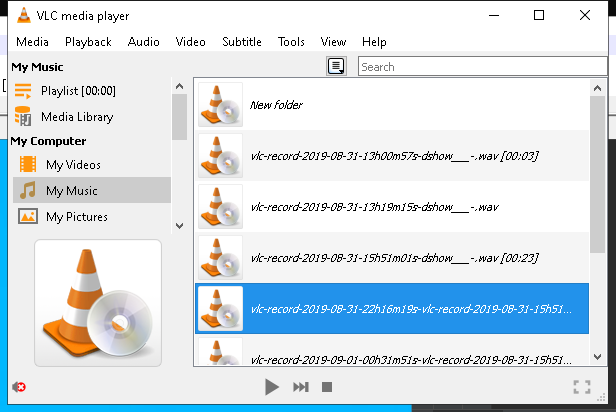 VLC media player
Media Playback Audio Video Subtitle Tools View Help
My Music
Search
Playlist [00:00]
Media Library
My Computer
My Videos
My Music
My Pictures
New folder
vlc-record-2019-08-31-13h00m57s-dshow___-.wav [00:03]
vlc-record-2019-08-31-13h19m15s-dshow___-.wav
vlc-record-2019-08-31-15h51m01s-dshow___-.wav [00:23]
vlc-record-2019-08-31-22h16m19s-vlc-record-2019-08-31-15h51...
vlc-record-2019-09-01-00h31m51s-vlc-record-2019-08-31-15h51...